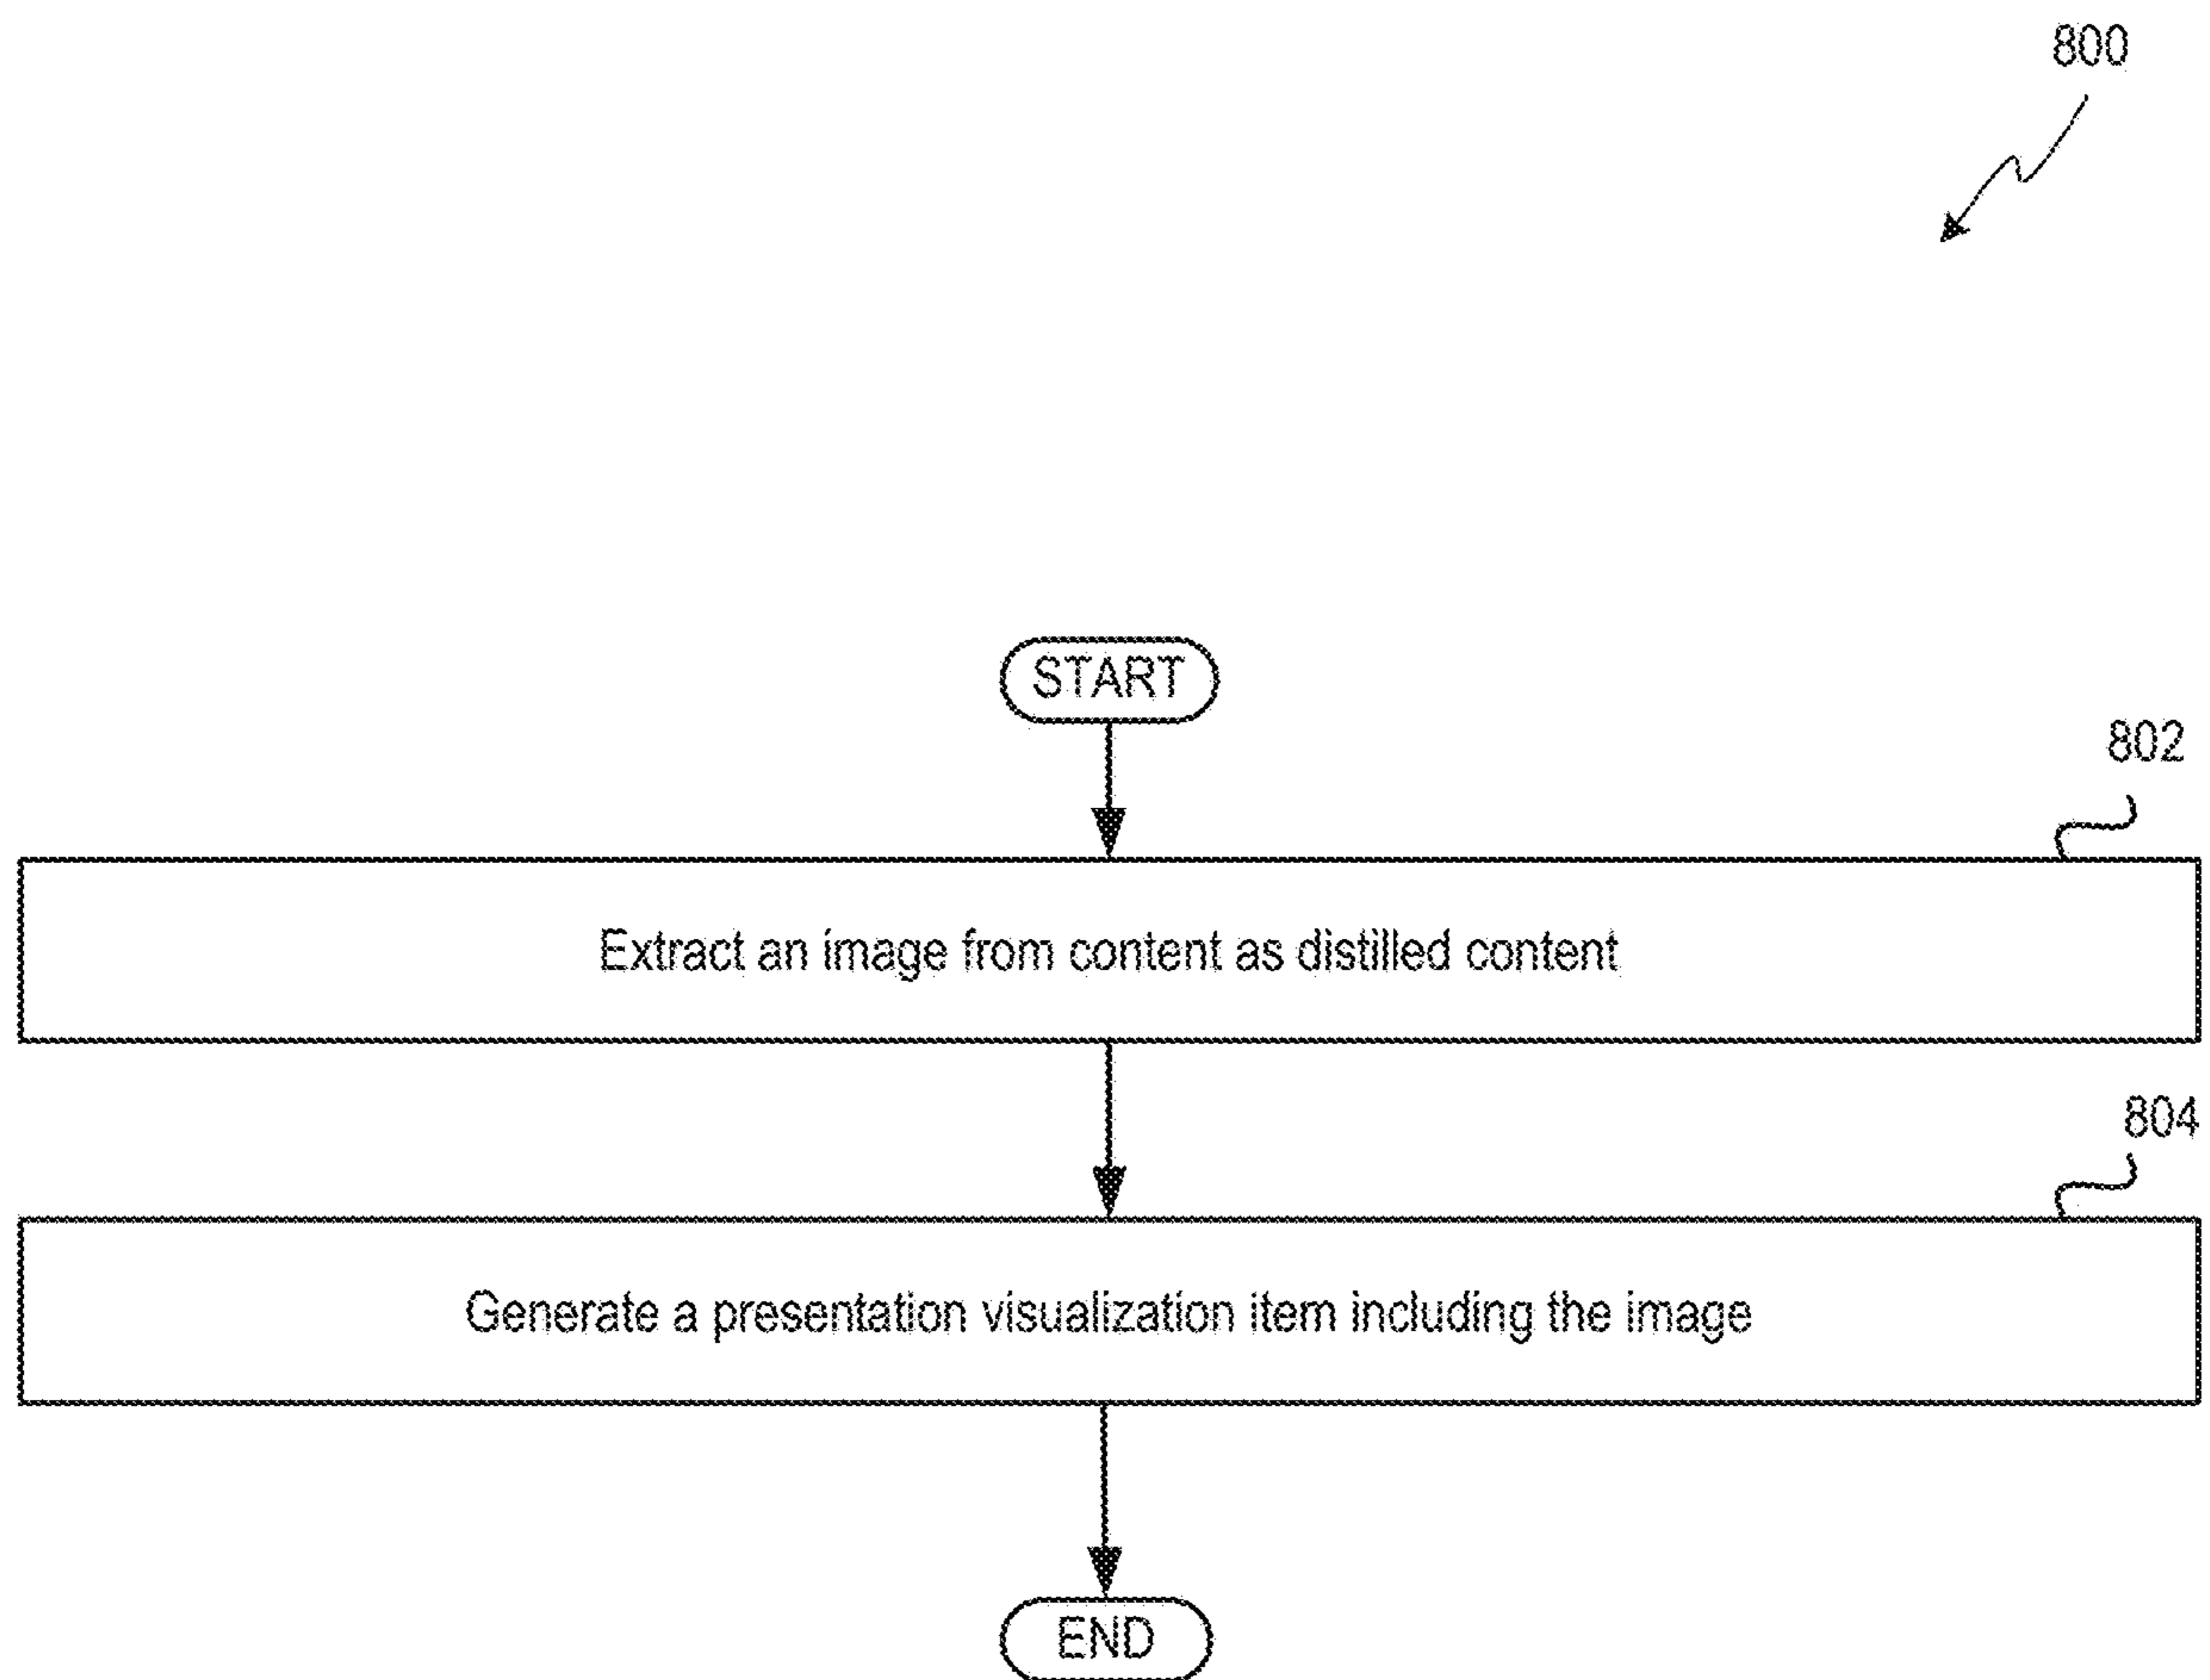 800
START
802
Extract an image from content as distilled content
804
Generate a presentation visualization item including the image
END